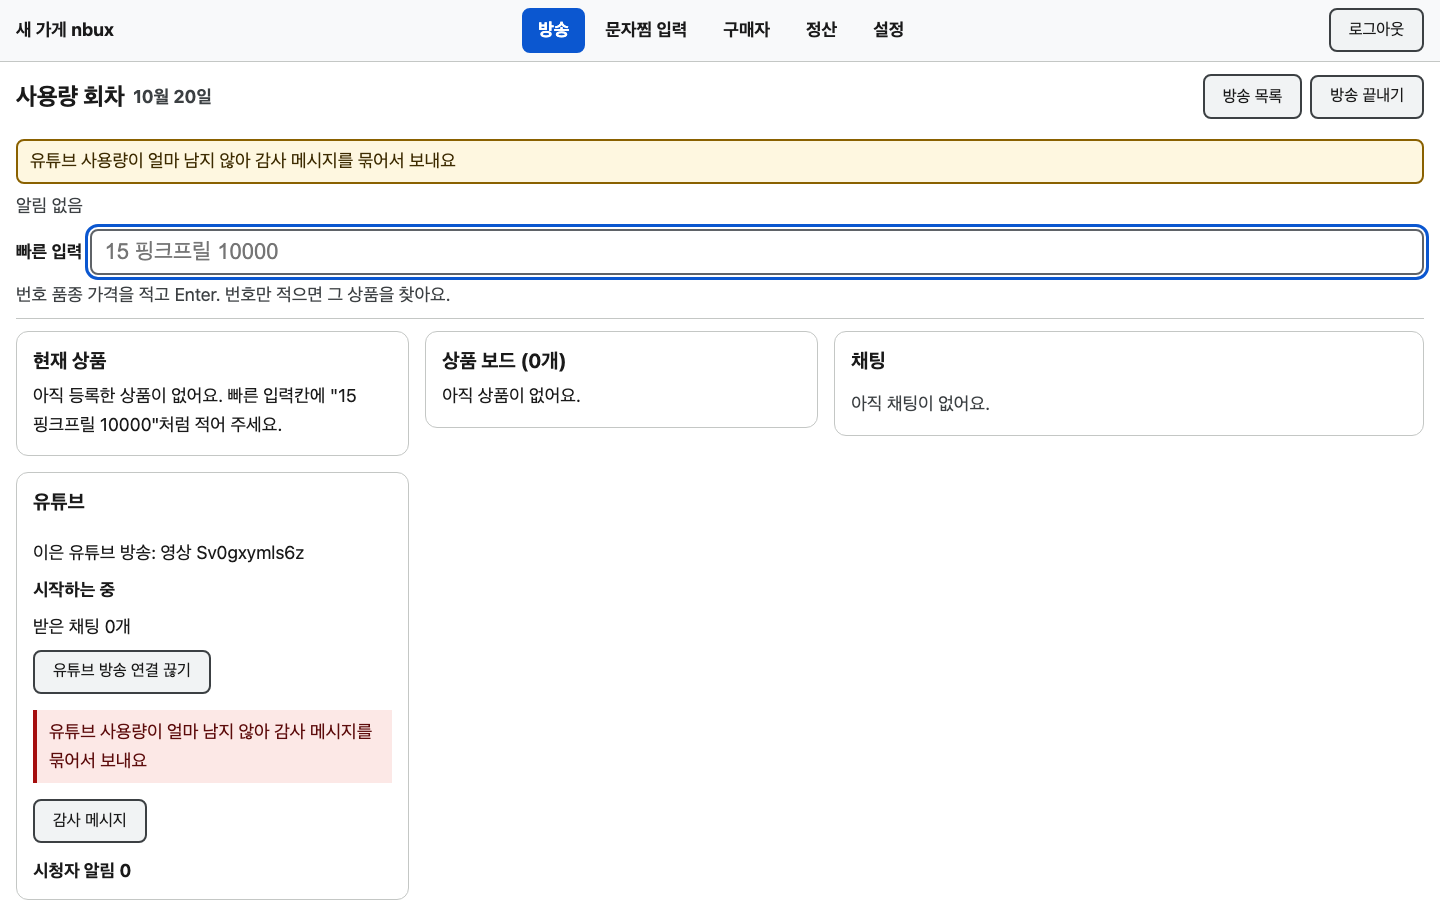 새 가게 nbux
방송
문자찜 입력
구매자
정산
설정
로그아웃
사용량 회차 10월 20일
방송 목록
방송 끝내기
유튜브 사용량이 얼마 남지 않아 감사 메시지를 묶어서 보내요
알림 없음
빠른 입력
15 핑크프릴 10000
번호 품종 가격을 적고 Enter. 번호만 적으면 그 상품을 찾아요.
현재 상품
아직 등록한 상품이 없어요. 빠른 입력칸에 "15
핑크프릴 10000"처럼 적어 주세요.
상품 보드 (0개)
아직 상품이 없어요.
채팅
아직 채팅이 없어요.
유튜브
이은 유튜브 방송: 영상 Sv0gxymls6z
시작하는 중
받은 채팅 0개
유튜브 방송 연결 끊기
유튜브 사용량이 얼마 남지 않아 감사 메시지를
묶어서 보내요
감사 메시지
시청자 알림 0